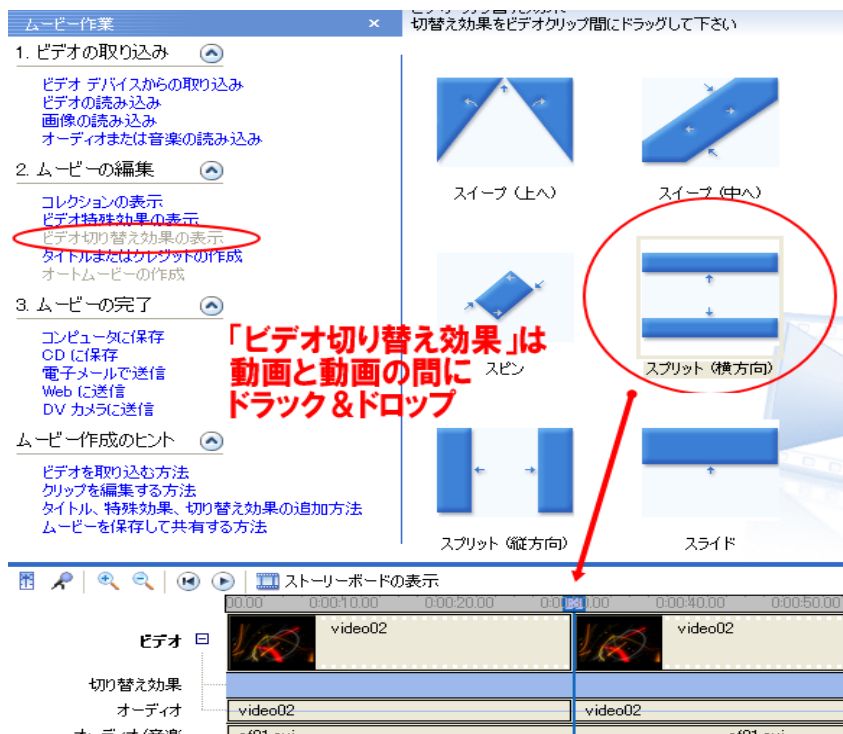 ムービー作業
×
切替え効果をビデオクリップ間にドラッグして下さい
1. ビデオの取り込み
ビデオ デバイスからの取り込み
ビデオの読み込み
画像の読み込み
オーディオまたは音楽の読み込み
2. ムービーの編集
コレクションの表示
ビデオ特殊効果の表示
ビデオ切り替え効果の表示
タイトルまたはクレジットの作成
オートムービーの作成
3. ムービーの完了
コンピュータに保存
CD に保存
電子メールで送信
Web に送信
DV カメラに送信
ムービー作成のヒント
ビデオを取り込む方法
クリップを編集する方法
タイトル、特殊効果、切り替え効果の追加方法
ムービーを保存して共有する方法
スイープ (上へ)
スイープ (中へ)
スピン
スプリット (横方向)
スプリット (縦方向)
スライド
「ビデオ切り替え効果」は
動画と動画の間に
ドラック＆ドロップ
ストーリーボードの表示
00.00 0:00:10.00 0:00:20.00 0:00:40.00 0:00:50.00
ビデオ
video02
video02
切り替え効果
オーディオ
video02
video02